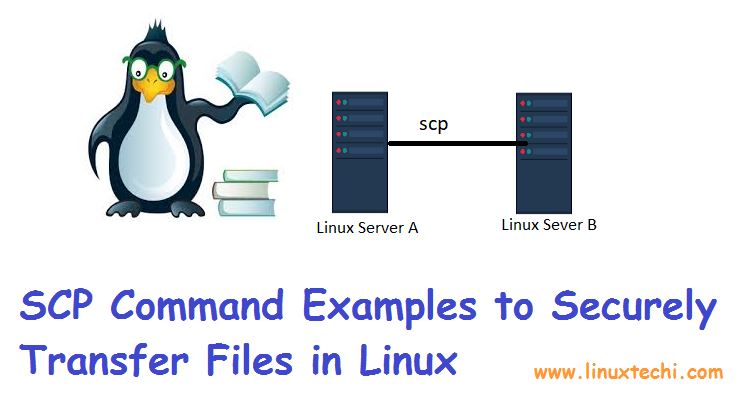 scp
Linux Server A
Linux Sever B
SCP Command Examples to Securely
Transfer Files in Linux
www.linuxtechi.com